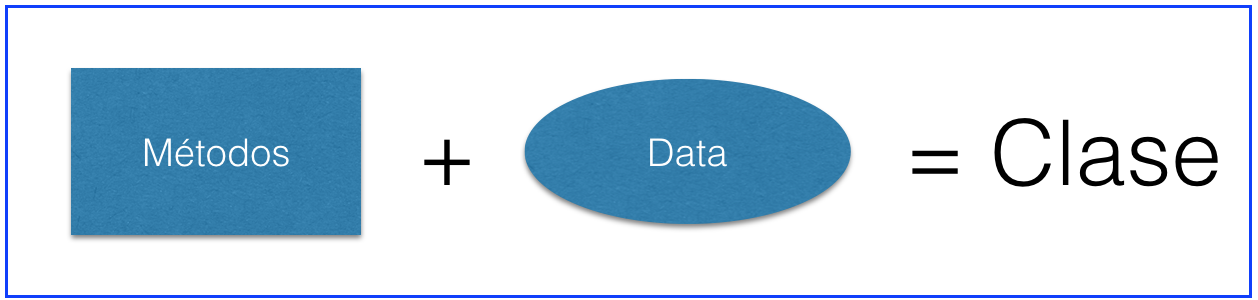 Métodos + Data = Clase